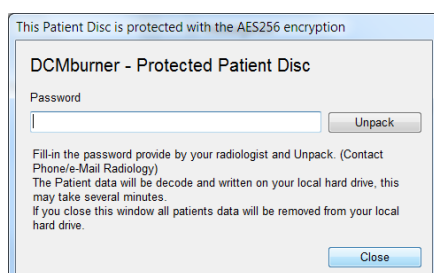 This Patient Disc is protected with the AES256 encryption
DCMburner - Protected Patient Disc
Password
Unpack
Fill-in the password provide by your radiologist and Unpack. (Contact
Phone/e-Mail Radiology)
The Patient data will be decode and written on your local hard drive, this
may take several minutes.
If you close this window all patients data will be removed from your local
hard drive.
Close